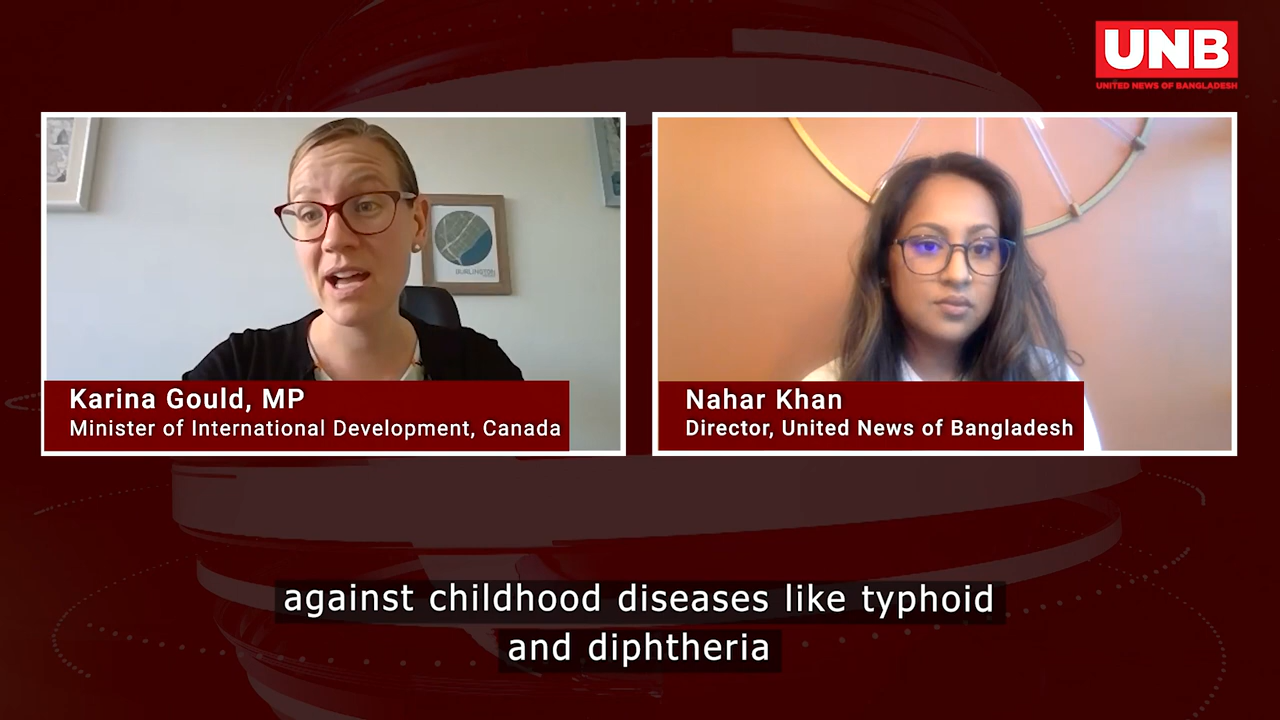 UNB
UNITED NEWS OF BANGLADESH
BURLINGTON
Karina Gould, MP
Minister of International Development, Canada
Nahar Khan
Director, United News of Bangladesh
against childhood diseases like typhoid
and diphtheria